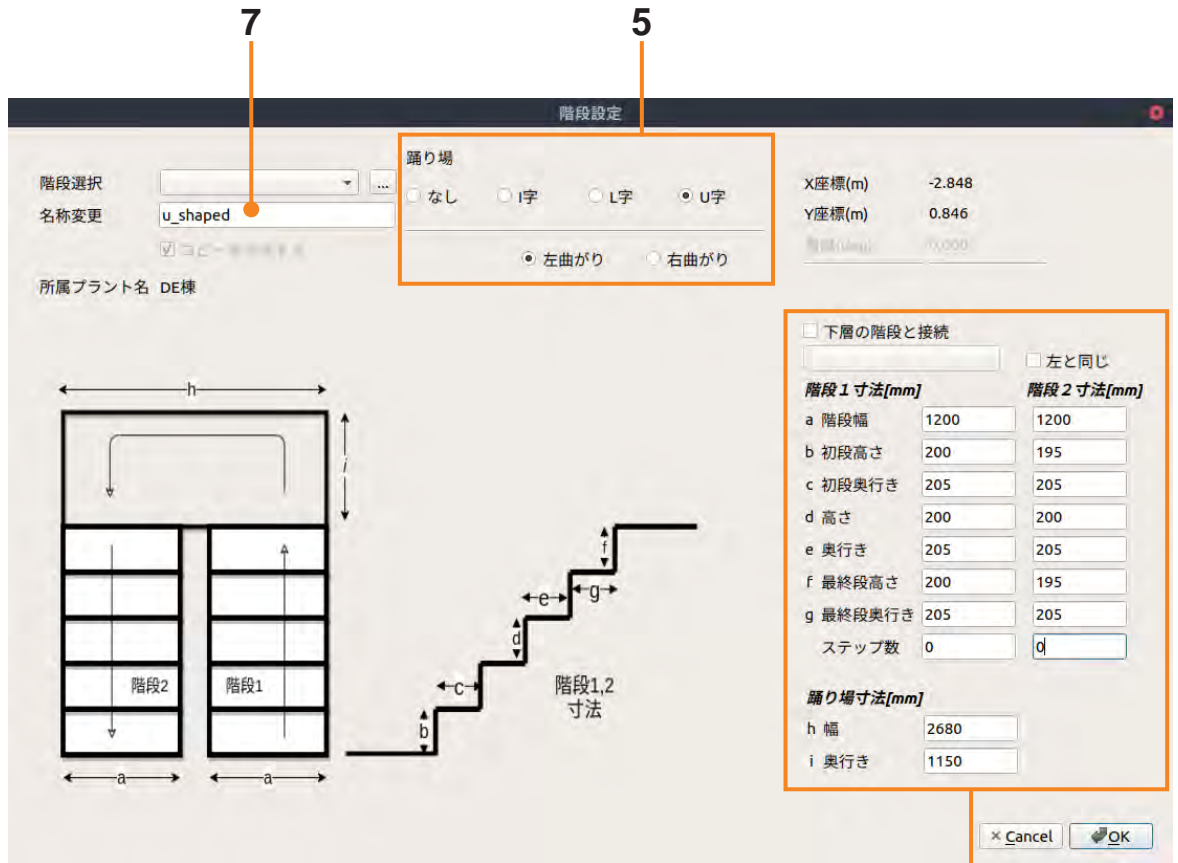 7 5
階段設定
階段選択 ...
名称変更 u_shaped
所属プラント名 DE棟
踊り場
なし I字 L字 U字
左曲がり 右曲がり
X座標(m) -2.848
Y座標(m) 0.846
下層の階段と接続
左と同じ
階段1寸法[mm] 階段2寸法[mm]
a 階段幅 1200 1200
b 初段高さ 200 195
c 初段奥行き 205 205
d 高さ 200 200
e 奥行き 205 205
f 最終段高さ 200 195
g 最終段奥行き 205 205
ステップ数 0 0
踊り場寸法[mm]
h 幅 2680
i 奥行き 1150
h
i
階段2 階段1
a a
f
e g
d
c
b
階段1,2
寸法
Cancel OK